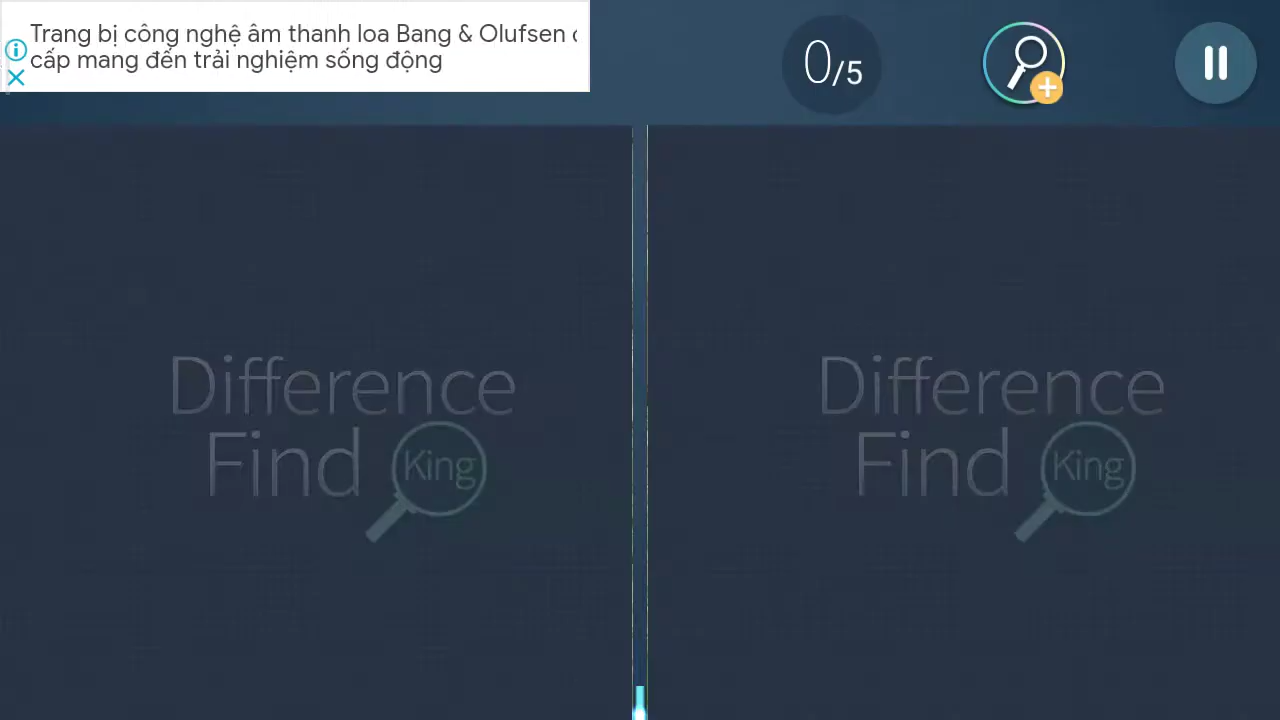 Trang bị công nghệ âm thanh loa Bang & Olufsen
cấp mang đến trải nghiệm sống động
0/5
Difference
Find King
Difference
Find King